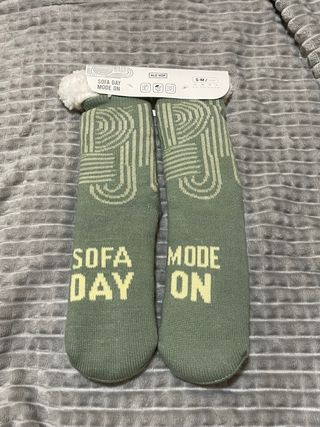 SOFA DAY
MODE ON
S-M /
SOFA
DAY
MODE
ON